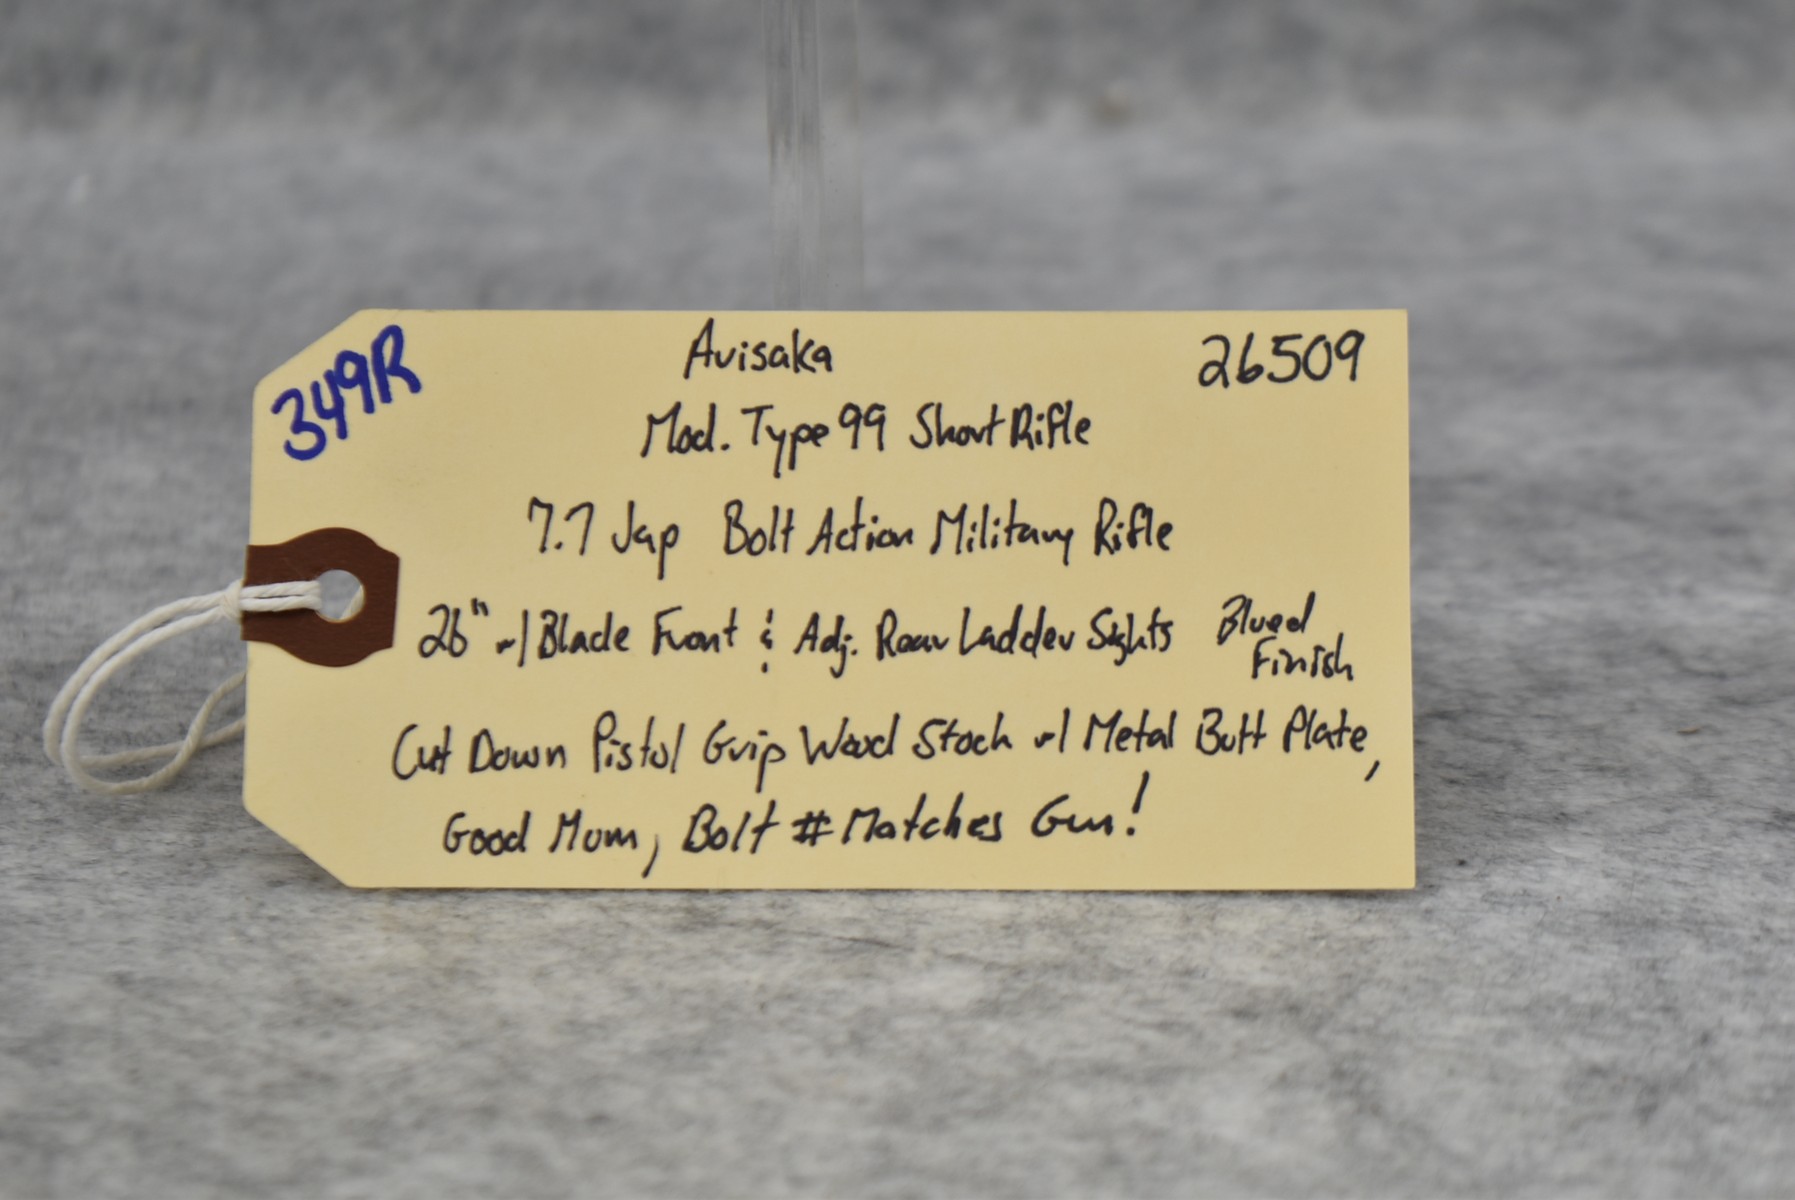 349R
Arisaka
26509
Mod. Type 99 Short Rifle
7.7 Jap Bolt Action Military Rifle
26" w/ Blade Front & Adj. Rear Ladder Sights Blued
Finish
Cut Down Pistol Grip Wood Stock w/ Metal Butt Plate,
Good Mum, Bolt # Matches Gun!